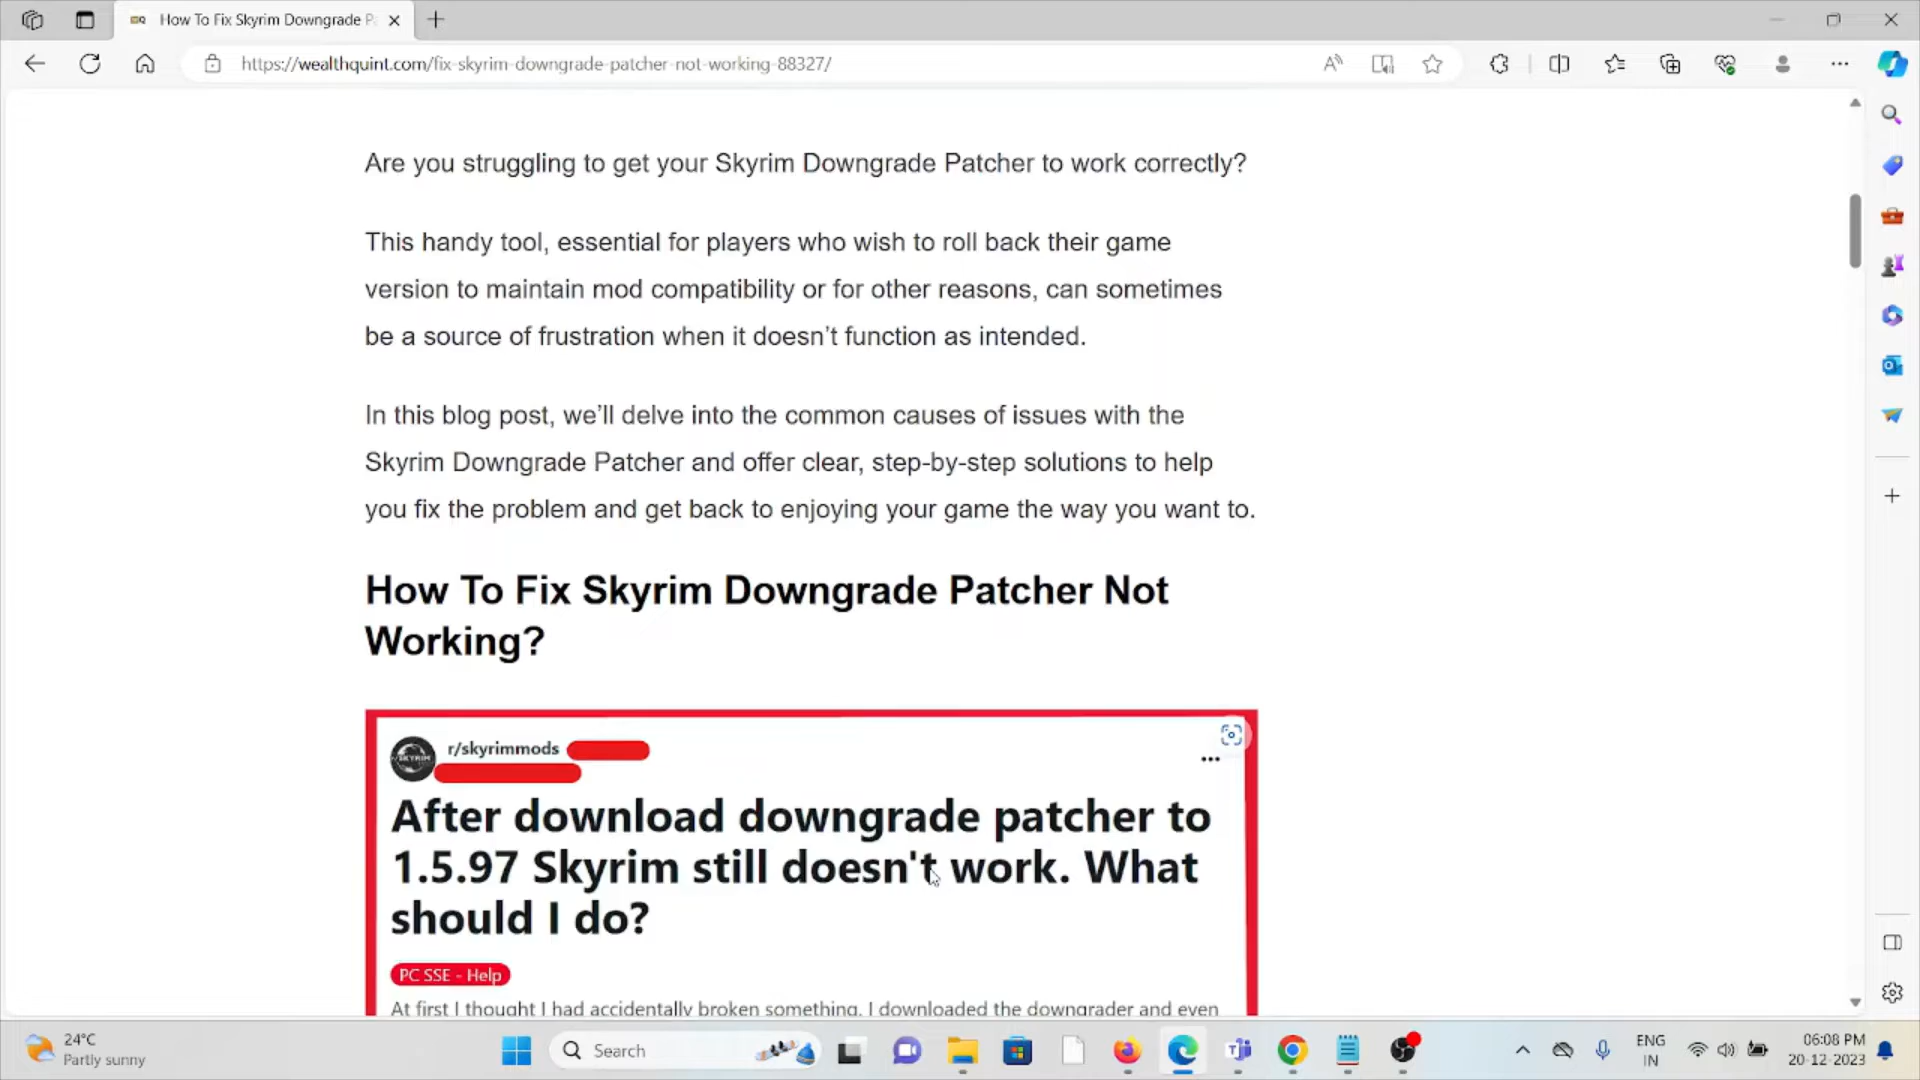 How To Fix Skyrim Downgrade P
https://wealthquint.com/fix-skyrim-downgrade-patcher-not-working-88327/
Are you struggling to get your Skyrim Downgrade Patcher to work correctly?
This handy tool, essential for players who wish to roll back their game
version to maintain mod compatibility or for other reasons, can sometimes
be a source of frustration when it doesn’t function as intended.
In this blog post, we’ll delve into the common causes of issues with the
Skyrim Downgrade Patcher and offer clear, step-by-step solutions to help
you fix the problem and get back to enjoying your game the way you want to.
How To Fix Skyrim Downgrade Patcher Not
Working?
r/skyrimmods
After download downgrade patcher to
1.5.97 Skyrim still doesn't work. What
should I do?
PC SSE - Help
At first I thought I had accidentally broken something. I downloaded the downgrader and even
24°C
Partly sunny
Search
ENG
IN
06:08 PM
20-12-2023